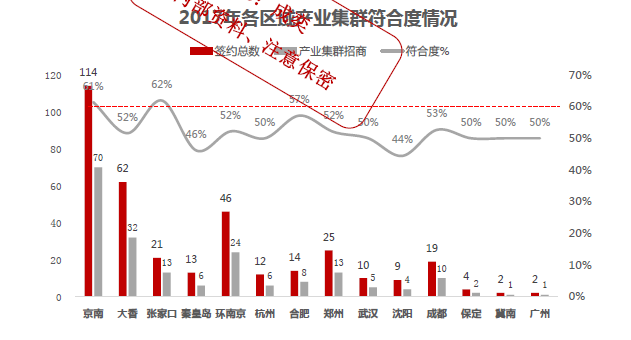 2017年各区域产业集群符合度情况
内部资料、注意保密
签约总数 产业集群招商 符合度%
120 114 70%
61% 52% 62% 46% 52% 50% 57% 52% 50% 44% 53% 50% 50% 50%
100 60%
80 50%
60 40%
40 30%
20 20%
0 10%
0%
62 21 13 46 12 14 25 10 9 19 4 2 2
70 32 13 6 24 6 8 13 5 4 10 2 1 1
京南 大香 张家口 秦皇岛 环南京 杭州 合肥 郑州 武汉 沈阳 成都 保定 冀南 广州